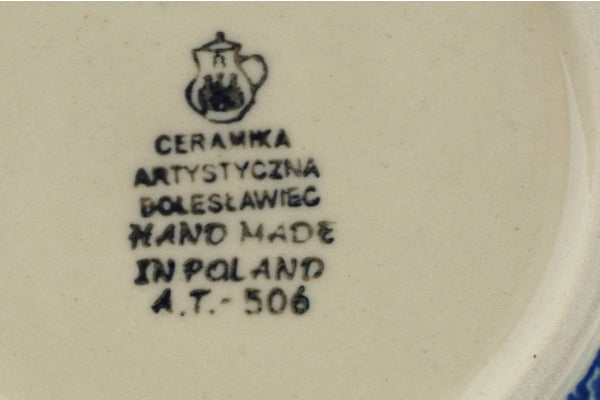 CERAMIKA
ARTYSTYCZNA
BOLESŁAWIEC
HAND MADE
IN POLAND
A.T.- 506